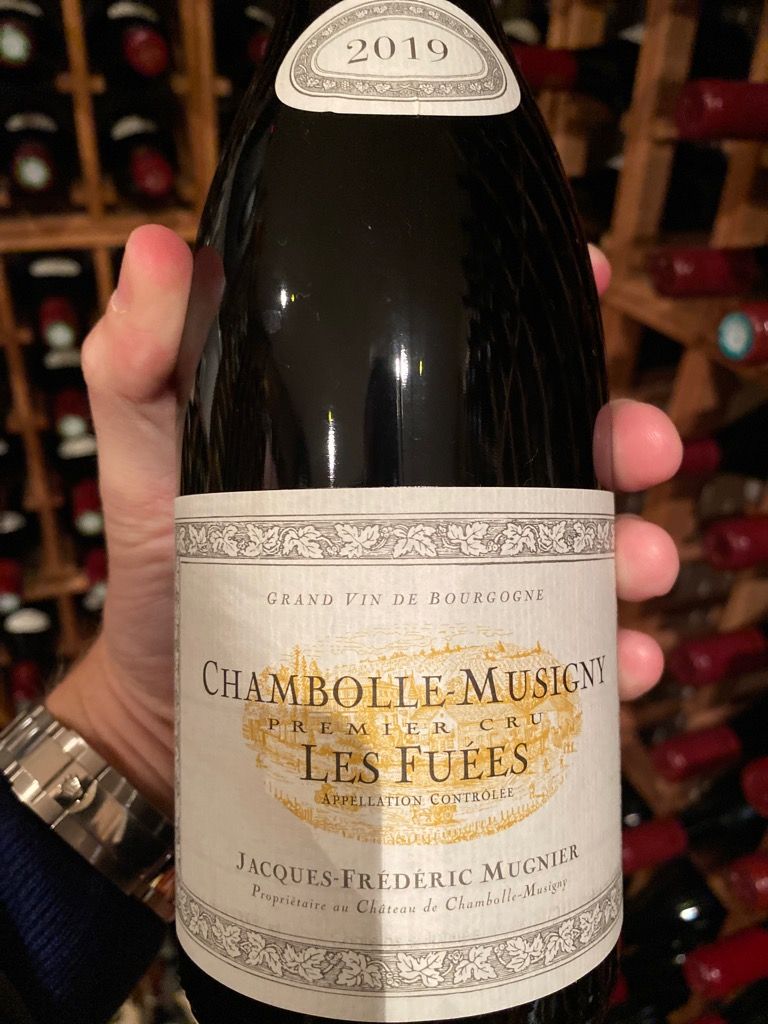 2019
GRAND VIN DE BOURGOGNE
CHAMBOLLE-MUSIGNY
PREMIER CRU
LES FUÉES
APPELLATION CONTRÔLÉE
JACQUES-FRÉDÉRIC MUGNIER
Propriétaire au Château de Chambolle-Musigny